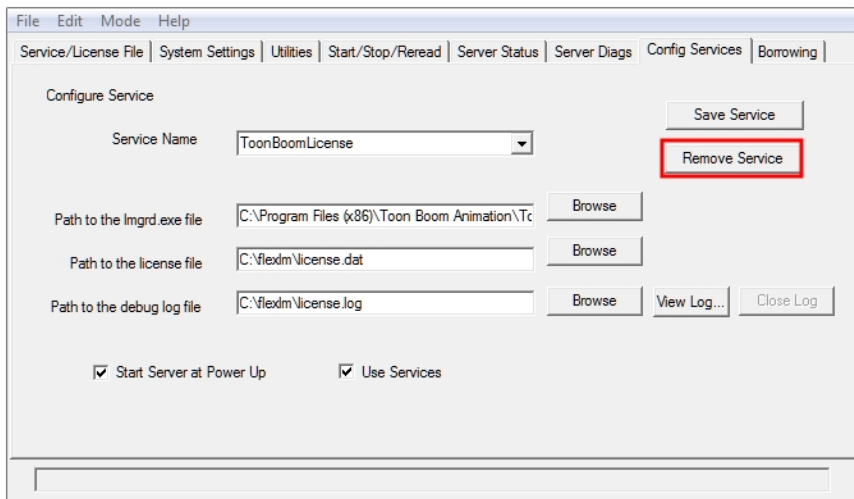 File Edit Mode Help
Service/License File System Settings Utilities Start/Stop/Reread Server Status Server Diags Config Services Borrowing
Configure Service
Save Service
Service Name ToonBoomLicense
Remove Service
Path to the lmgrd.exe file C:\Program Files (x86)\Toon Boom Animation\To Browse
Path to the license file C:\flexlm\license.dat Browse
Path to the debug log file C:\flexlm\license.log Browse View Log... Close Log
Start Server at Power Up Use Services